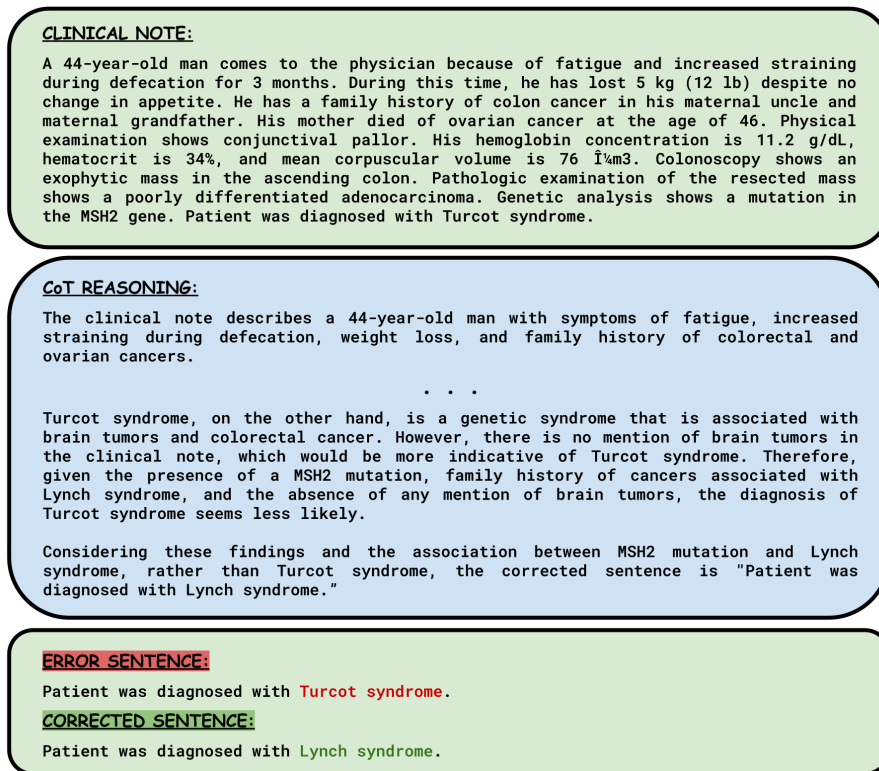 CLINICAL NOTE:
A 44-year-old man comes to the physician because of fatigue and increased straining
during defecation for 3 months. During this time, he has lost 5 kg (12 lb) despite no
change in appetite. He has a family history of colon cancer in his maternal uncle and
maternal grandfather. His mother died of ovarian cancer at the age of 46. Physical
examination shows conjunctival pallor. His hemoglobin concentration is 11.2 g/dL,
hematocrit is 34%, and mean corpuscular volume is 76 Î¼m3. Colonoscopy shows an
exophytic mass in the ascending colon. Pathologic examination of the resected mass
shows a poorly differentiated adenocarcinoma. Genetic analysis shows a mutation in
the MSH2 gene. Patient was diagnosed with Turcot syndrome.
CoT REASONING:
The clinical note describes a 44-year-old man with symptoms of fatigue, increased
straining during defecation, weight loss, and family history of colorectal and
ovarian cancers.
. . .
Turcot syndrome, on the other hand, is a genetic syndrome that is associated with
brain tumors and colorectal cancer. However, there is no mention of brain tumors in
the clinical note, which would be more indicative of Turcot syndrome. Therefore,
given the presence of a MSH2 mutation, family history of cancers associated with
Lynch syndrome, and the absence of any mention of brain tumors, the diagnosis of
Turcot syndrome seems less likely.
Considering these findings and the association between MSH2 mutation and Lynch
syndrome, rather than Turcot syndrome, the corrected sentence is "Patient was
diagnosed with Lynch syndrome.”
ERROR SENTENCE:
Patient was diagnosed with Turcot syndrome.
CORRECTED SENTENCE:
Patient was diagnosed with Lynch syndrome.